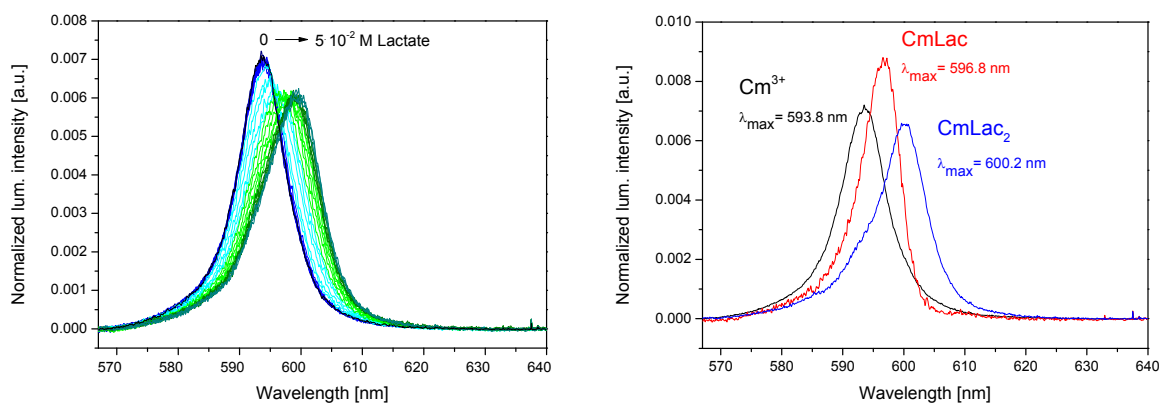 0.008
0.007
0.006
0.005
0.004
0.003
0.002
0.001
0.000
Normalized lum. intensity [a.u.]
0 → 5·10⁻² M Lactate
570 580 590 600 610 620 630 640
Wavelength [nm]
0.010
0.008
0.006
0.004
0.002
0.000
Normalized lum. intensity [a.u.]
CmLac
λmax= 596.8 nm
Cm³⁺
λmax= 593.8 nm
CmLac₂
λmax= 600.2 nm
570 580 590 600 610 620 630 640
Wavelength [nm]